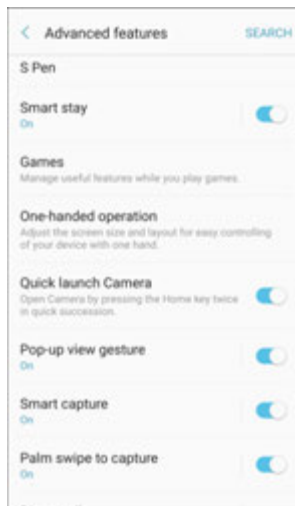 Advanced features
SEARCH
S Pen
Smart stay
On
Games
Manage useful features while you play games.
One-handed operation
Adjust the screen size and layout for easy controlling
of your device with one hand.
Quick launch Camera
Open Camera by pressing the Home key twice
in quick succession.
Pop-up view gesture
On
Smart capture
On
Palm swipe to capture
On